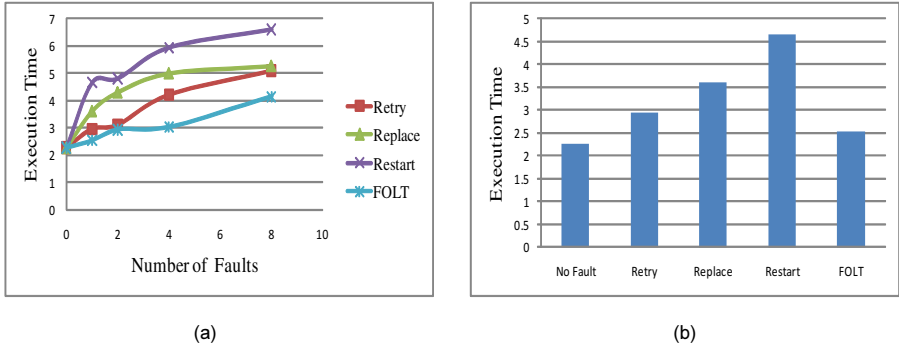 Execution Time
7
6
5
4
3
2
1
0
0 2 4 6 8 10
Number of Faults
Retry
Replace
Restart
FOLT
(a)
Execution Time
5
4.5
4
3.5
3
2.5
2
1.5
1
0.5
0
No Fault Retry Replace Restart FOLT
(b)